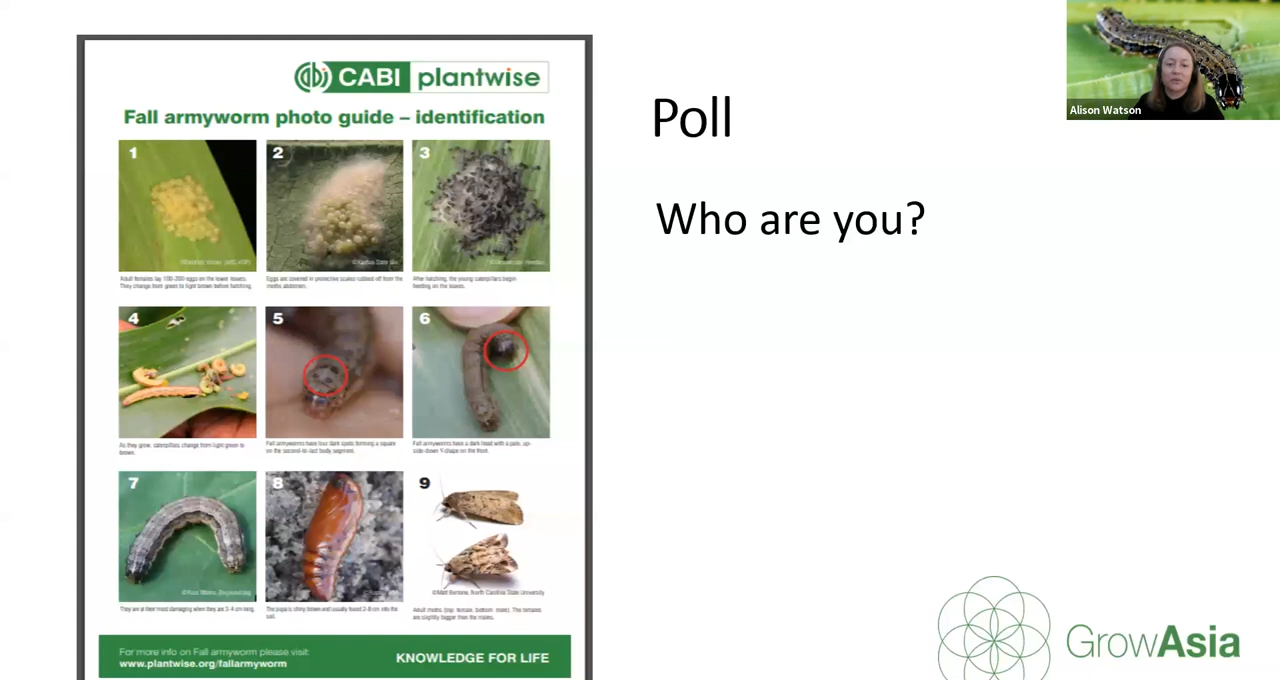 CABI plantwise
Fall armyworm photo guide – identification
1
2
3
Adult females lay 100-200 eggs on the lower leaves.
They change from green to light brown before hatching.
Eggs are covered in protective scales rubbed off from the
moths abdomen.
After hatching, the young caterpillars begin
feeding on the leaves.
4
5
6
As they grow, caterpillars change from light green to
brown.
Fall armyworms have four dark spots forming a square
on the second-to-last body segment.
Fall armyworms have a dark head with a pale, up-
side-down Y-shape on the front.
7
8
9
©Matt Bertone, North Carolina State University
They are at their most damaging when they are 3-4 cm long.
The pupa is shiny brown and usually found 2-8 cm into the
soil.
Adult moths (top: female, bottom: male). The females
are slightly bigger than the males.
For more info on Fall armyworm please visit:
www.plantwise.org/fallarmyworm
KNOWLEDGE FOR LIFE
Poll
Who are you?
Alison Watson
GrowAsia